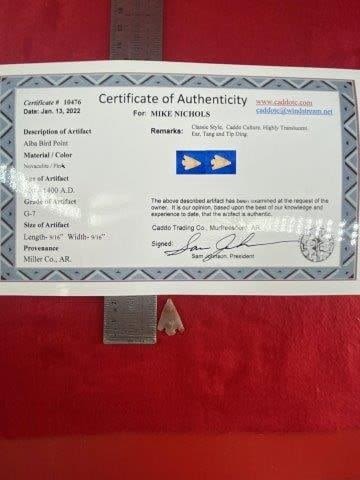 Certificate # 10476
Date: Jan. 13, 2022
Certificate of Authenticity
For: MIKE NICHOLS
www.caddotc.com
caddotc@windstream.net
Description of Artifact
Alba Bird Point
Material / Color
Novaculite / Pink
Age of Artifact
1400 A.D.
Grade of Artifact
G-7
Size of Artifact
Length- 9/16" Width- 9/16"
Provenance
Miller Co., AR.
Remarks: Classic Style, Caddo Culture, Highly Translucent.
Ear, Tang and Tip Ding.
The above described artifact has been examined at the request of the
owner. It is our opinion, based upon the best of our knowledge and
experience to date, that the artifact is authentic.
Caddo Trading Co., Murfreesboro, AR.
Signed: Sam Johnson
Sam Johnson, President